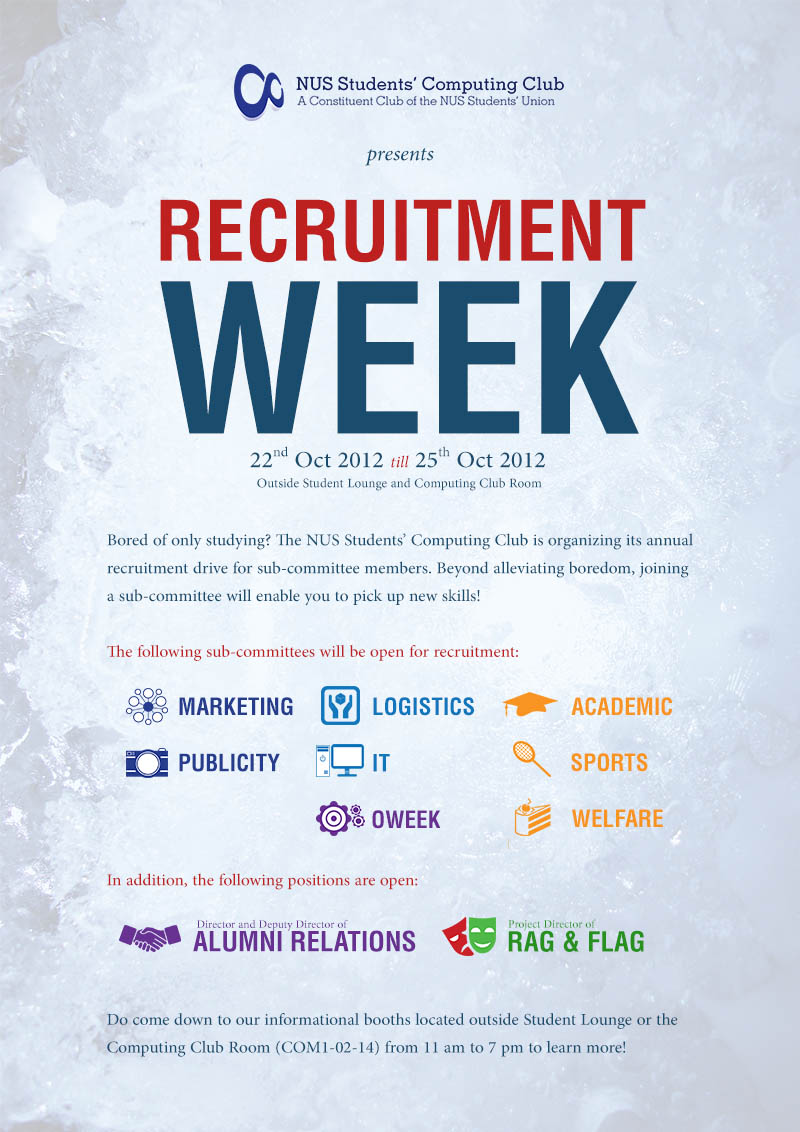 NUS Students' Computing Club
A Constituent Club of the NUS Students' Union
presents
RECRUITMENT
WEEK
22nd Oct 2012 till 25th Oct 2012
Outside Student Lounge and Computing Club Room
Bored of only studying? The NUS Students' Computing Club is organizing its annual
recruitment drive for sub-committee members. Beyond alleviating boredom, joining
a sub-committee will enable you to pick up new skills!
The following sub-committees will be open for recruitment:
MARKETING LOGISTICS ACADEMIC
PUBLICITY IT SPORTS
OWEEK WELFARE
In addition, the following positions are open:
Director and Deputy Director of
ALUMNI RELATIONS
Project Director of
RAG & FLAG
Do come down to our informational booths located outside Student Lounge or the
Computing Club Room (COM1-02-14) from 11 am to 7 pm to learn more!